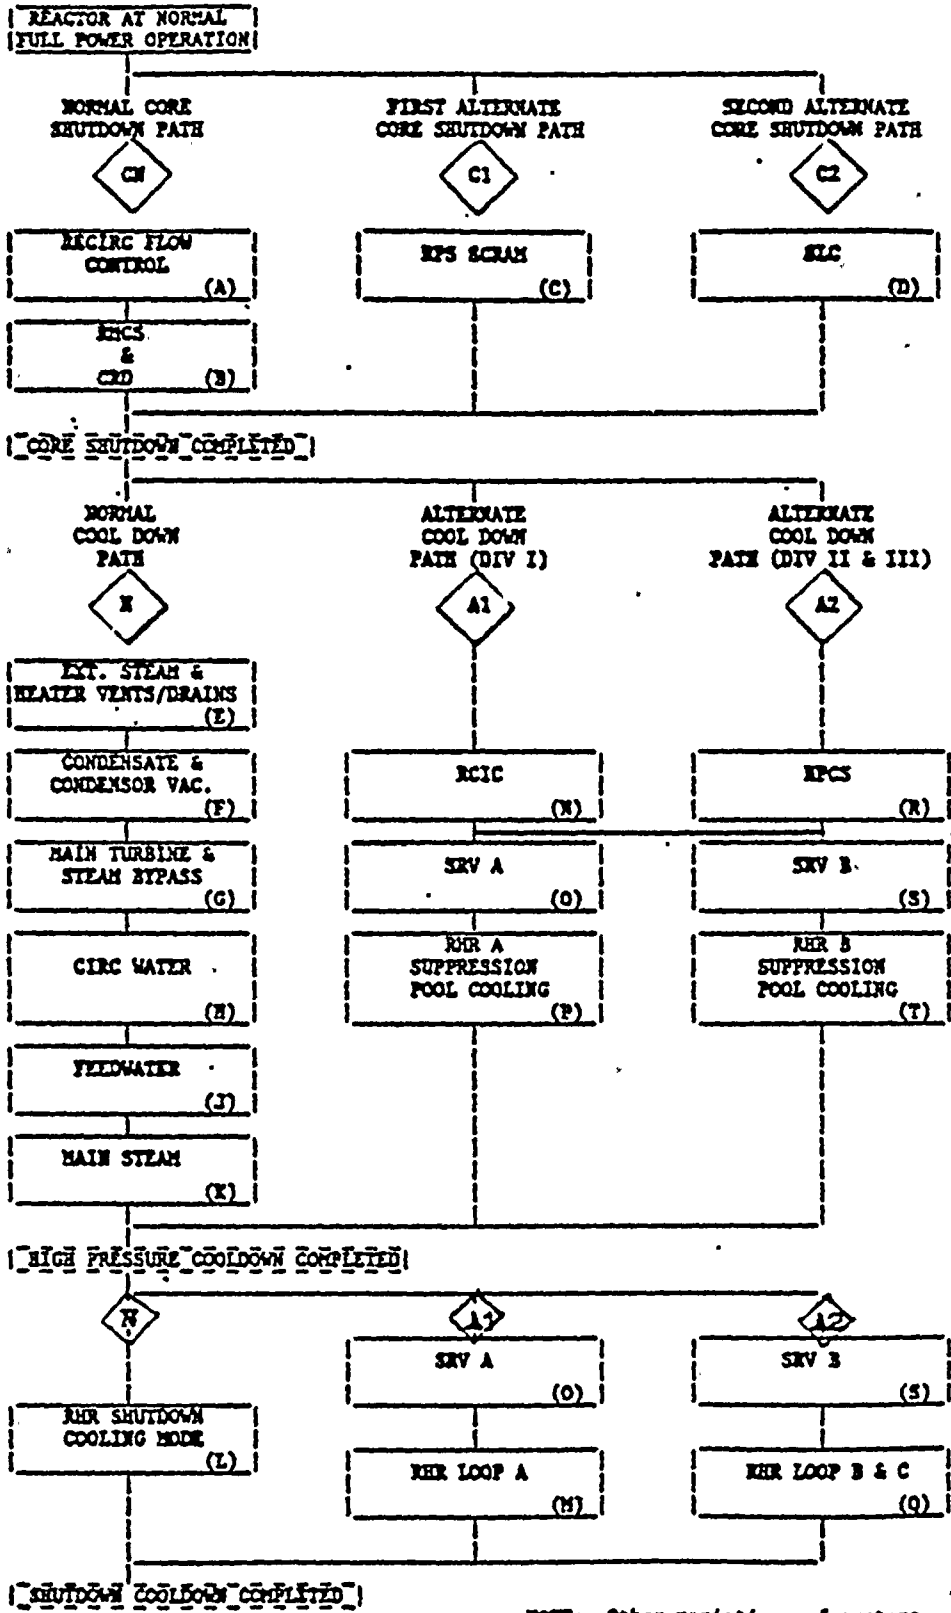 REACTOR AT NORMAL
FULL POWER OPERATION
NORMAL CORE
SHUTDOWN PATH
FIRST ALTERNATE
CORE SHUTDOWN PATH
SECOND ALTERNATE
CORE SHUTDOWN PATH
CN
C1
C2
RECIRC FLOW
CONTROL
(A)
RPS SCRAM
(C)
SLC
(D)
RMCS
&
CRD
(B)
CORE SHUTDOWN COMPLETED
NORMAL
COOL DOWN
PATH
ALTERNATE
COOL DOWN
PATH (DIV I)
ALTERNATE
COOL DOWN
PATH (DIV II & III)
N
A1
A2
EXT. STEAM &
HEATER VENTS/DRAINS
(E)
CONDENSATE &
CONDENSOR VAC.
(F)
RCIC
(N)
HPCS
(R)
MAIN TURBINE &
STEAM BYPASS
(G)
SRV A
(O)
SRV B
(S)
CIRC WATER
(H)
RHR A
SUPPRESSION
POOL COOLING
(P)
RHR B
SUPPRESSION
POOL COOLING
(T)
FEEDWATER
(J)
MAIN STEAM
(K)
HIGH PRESSURE COOLDOWN COMPLETED
N
A1
A2
SRV A
(O)
SRV B
(S)
RHR SHUTDOWN
COOLING MODE
(L)
RHR LOOP A
(M)
RHR LOOP B & C
(Q)
SHUTDOWN COOLDOWN COMPLETED